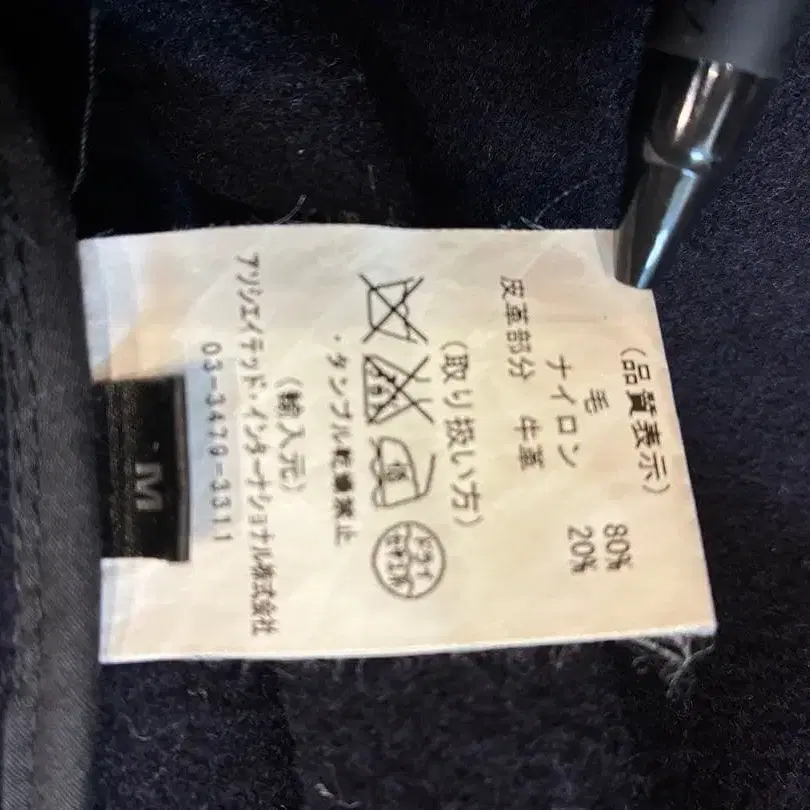 (品質表示)
毛 80%
ナイロン 20%
皮革部分 牛革
(取り扱い方)
ドライ
セキユ系
・タンブル乾燥禁止
(輸入元)
アソシエイテッド・インターナショナル株式会社
03-3479-3311
M